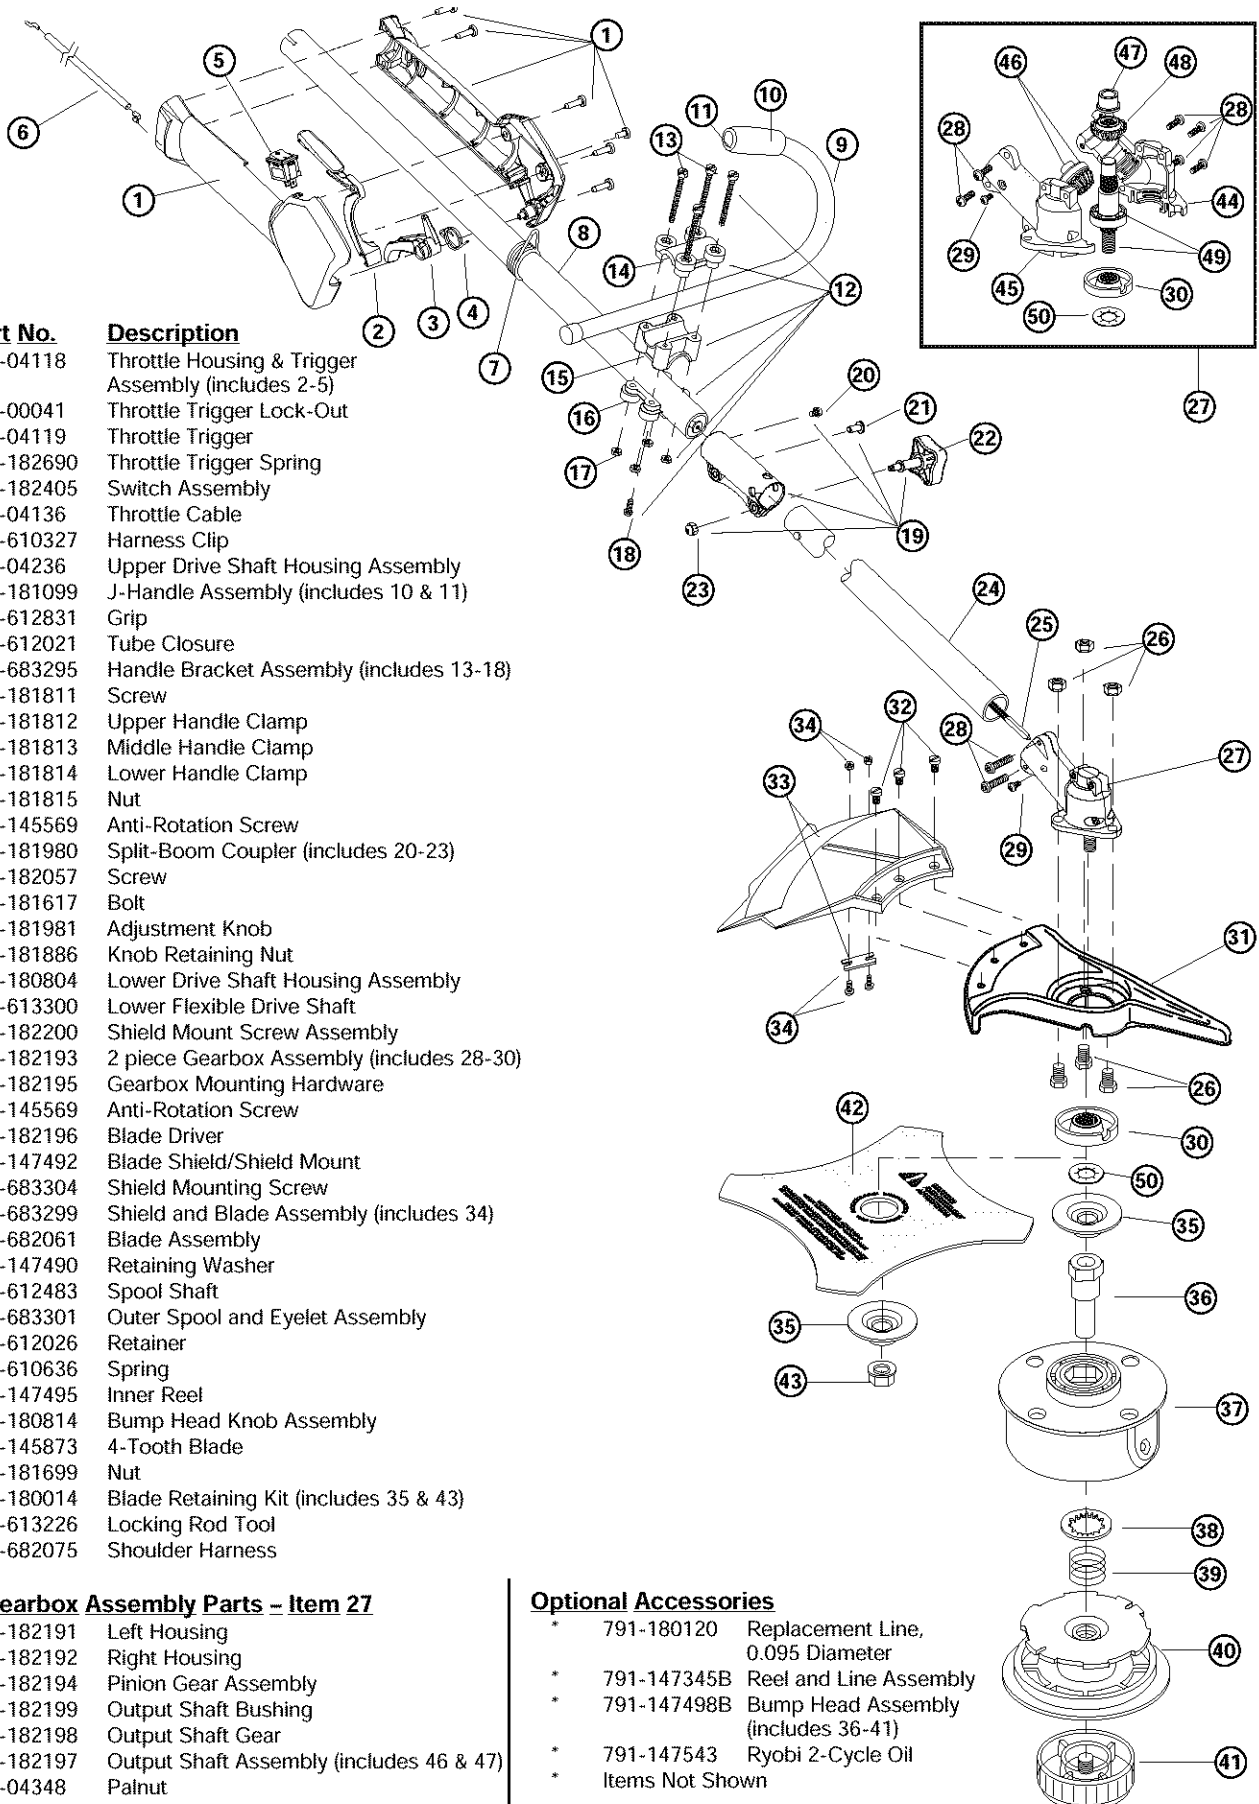 1
5
6
1
2
3
4
7
8
11
13
10
9
14
12
15
16
17
18
20
21
22
19
23
24
25
26
46
47
48
28
28
44
29
49
45
30
50
27
32
34
28
27
33
29
31
34
26
42
30
50
35
36
35
43
37
38
39
40
41
t No. Description
-04118 Throttle Housing & Trigger
Assembly (includes 2-5)
-00041 Throttle Trigger Lock-Out
-04119 Throttle Trigger
-182690 Throttle Trigger Spring
-182405 Switch Assembly
-04136 Throttle Cable
-610327 Harness Clip
-04236 Upper Drive Shaft Housing Assembly
-181099 J-Handle Assembly (includes 10 & 11)
-612831 Grip
-612021 Tube Closure
-683295 Handle Bracket Assembly (includes 13-18)
-181811 Screw
-181812 Upper Handle Clamp
-181813 Middle Handle Clamp
-181814 Lower Handle Clamp
-181815 Nut
-145569 Anti-Rotation Screw
-181980 Split-Boom Coupler (includes 20-23)
-182057 Screw
-181617 Bolt
-181981 Adjustment Knob
-181886 Knob Retaining Nut
-180804 Lower Drive Shaft Housing Assembly
-613300 Lower Flexible Drive Shaft
-182200 Shield Mount Screw Assembly
-182193 2 piece Gearbox Assembly (includes 28-30)
-182195 Gearbox Mounting Hardware
-145569 Anti-Rotation Screw
-182196 Blade Driver
-147492 Blade Shield/Shield Mount
-683304 Shield Mounting Screw
-683299 Shield and Blade Assembly (includes 34)
-682061 Blade Assembly
-147490 Retaining Washer
-612483 Spool Shaft
-683301 Outer Spool and Eyelet Assembly
-612026 Retainer
-610636 Spring
-147495 Inner Reel
-180814 Bump Head Knob Assembly
-145873 4-Tooth Blade
-181699 Nut
-180014 Blade Retaining Kit (includes 35 & 43)
-613226 Locking Rod Tool
-682075 Shoulder Harness
earbox Assembly Parts – Item 27
-182191 Left Housing
-182192 Right Housing
-182194 Pinion Gear Assembly
-182199 Output Shaft Bushing
-182198 Output Shaft Gear
-182197 Output Shaft Assembly (includes 46 & 47)
-04348 Palnut
Optional Accessories
* 791-180120 Replacement Line,
0.095 Diameter
* 791-147345B Reel and Line Assembly
* 791-147498B Bump Head Assembly
(includes 36-41)
* 791-147543 Ryobi 2-Cycle Oil
* Items Not Shown